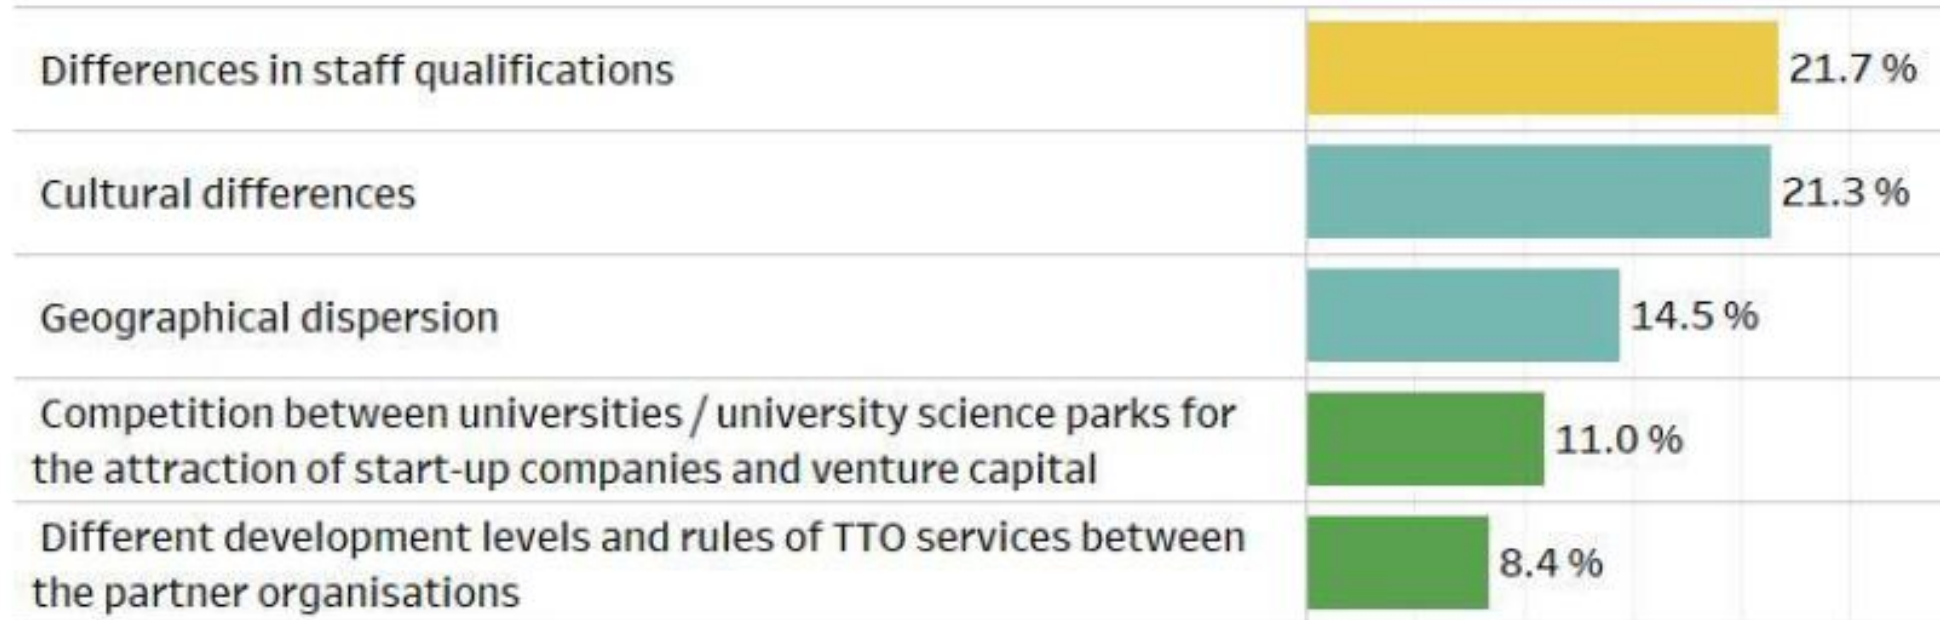 Differences in staff qualifications
21.7 %
Cultural differences
21.3 %
Geographical dispersion
14.5 %
Competition between universities / university science parks for
the attraction of start-up companies and venture capital
11.0 %
Different development levels and rules of TTO services between
the partner organisations
8.4 %